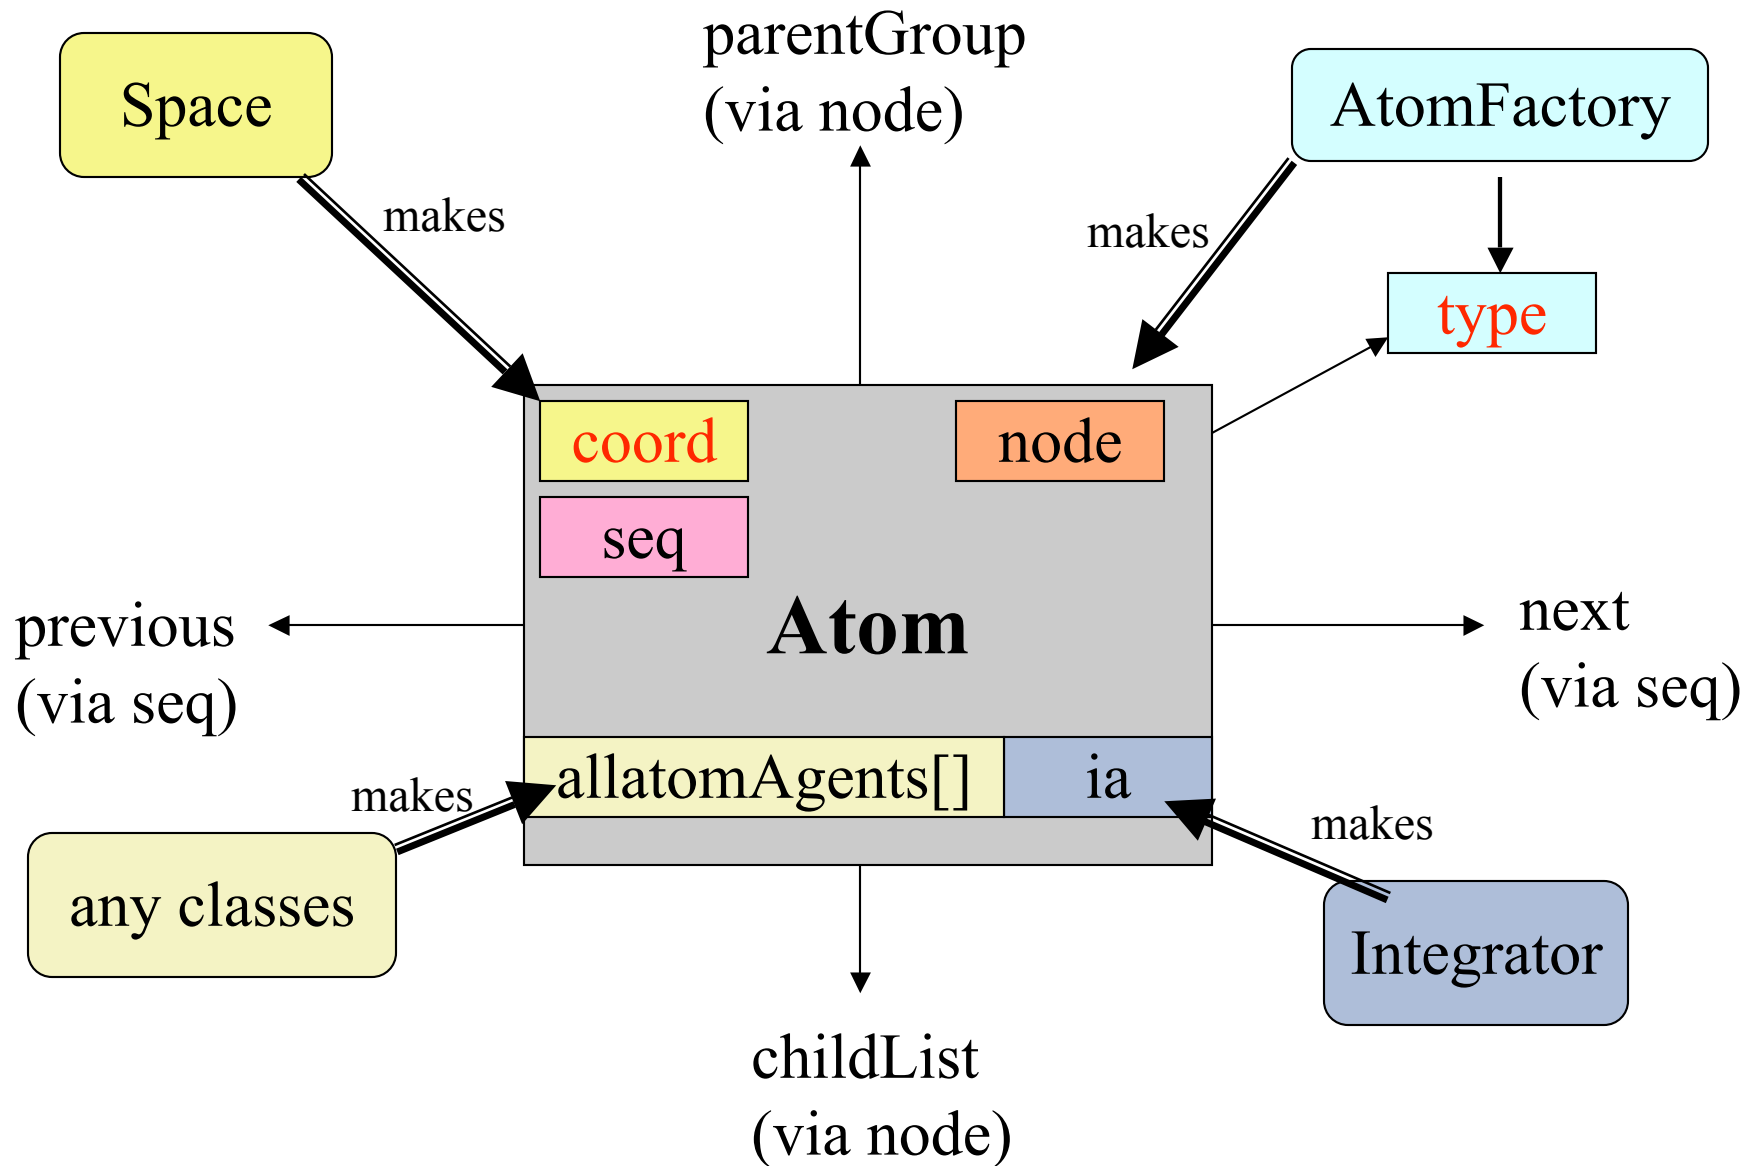 parentGroup
(via node)
Space
AtomFactory
makes
makes
type
coord
node
seq
Atom
previous
(via seq)
next
(via seq)
allatomAgents[]
ia
makes
makes
any classes
Integrator
childList
(via node)